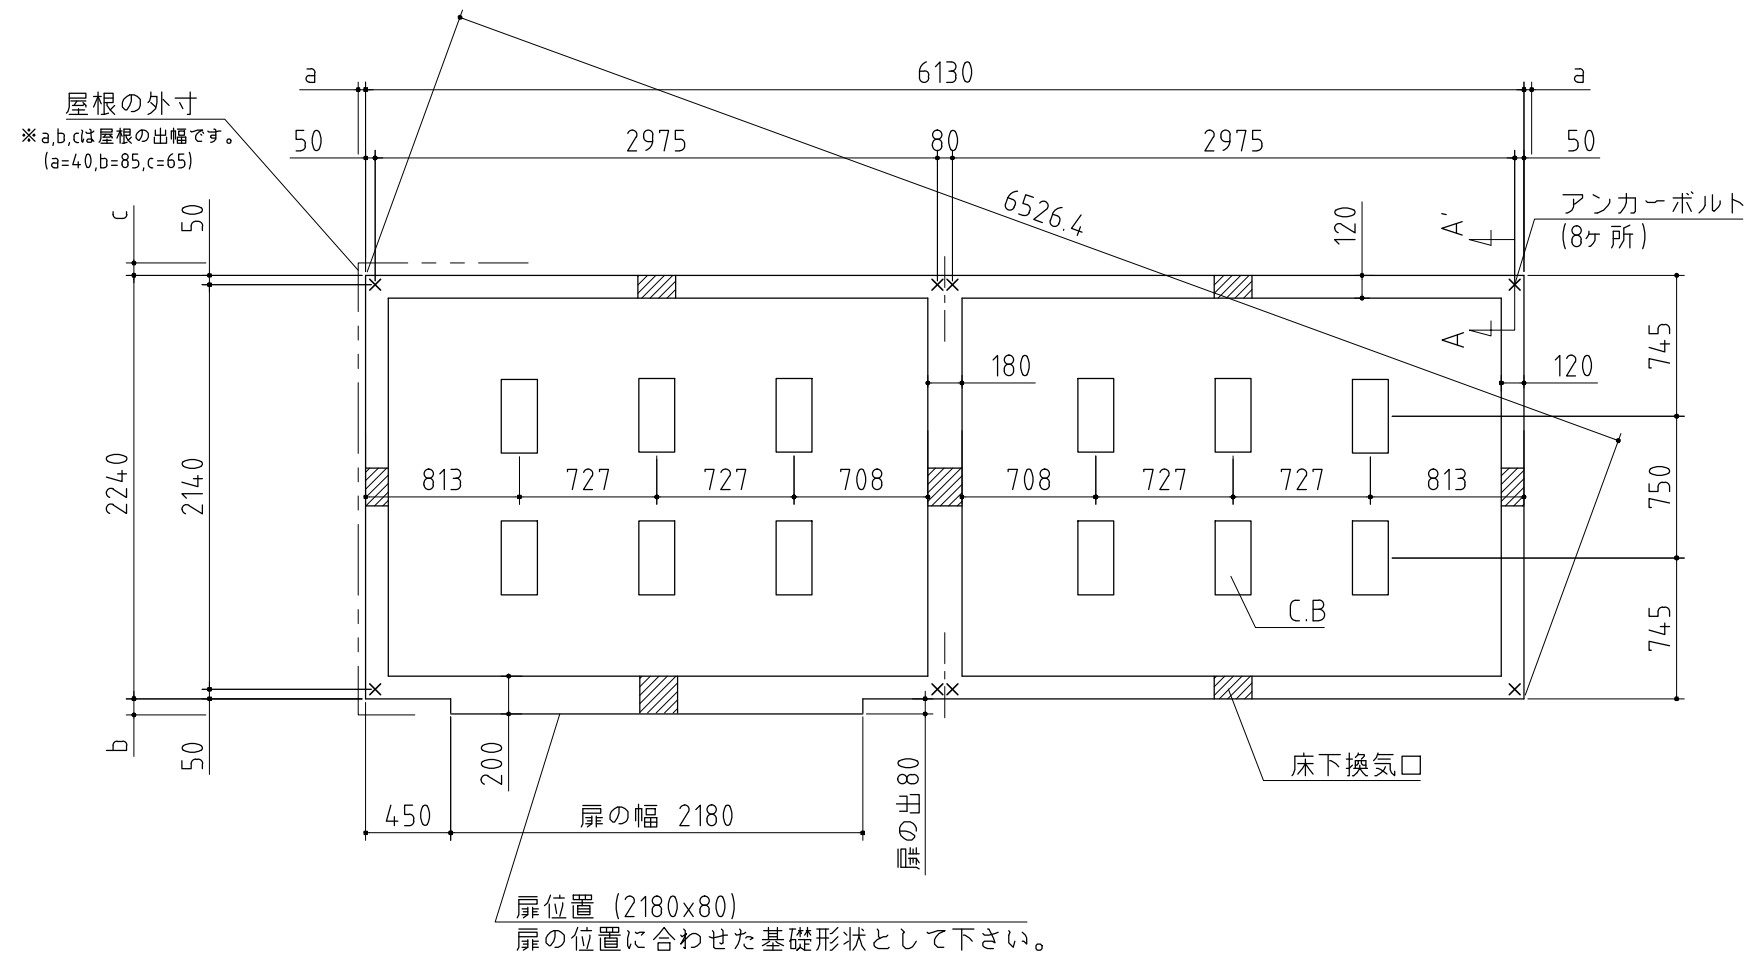 a
6130
a
屋根の外寸
※a,b,cは屋根の出幅です。
(a=40,b=85,c=65)
50
2975
80
2975
50
6526.4
アンカーボルト
(8ヶ所)
c
50
120
A'
A
180
120
745
2240
2140
813
727
727
708
708
727
727
813
750
C.B
745
b
50
200
扉の出80
床下換気口
450
扉の幅 2180
扉位置 (2180x80)
扉の位置に合わせた基礎形状として下さい。